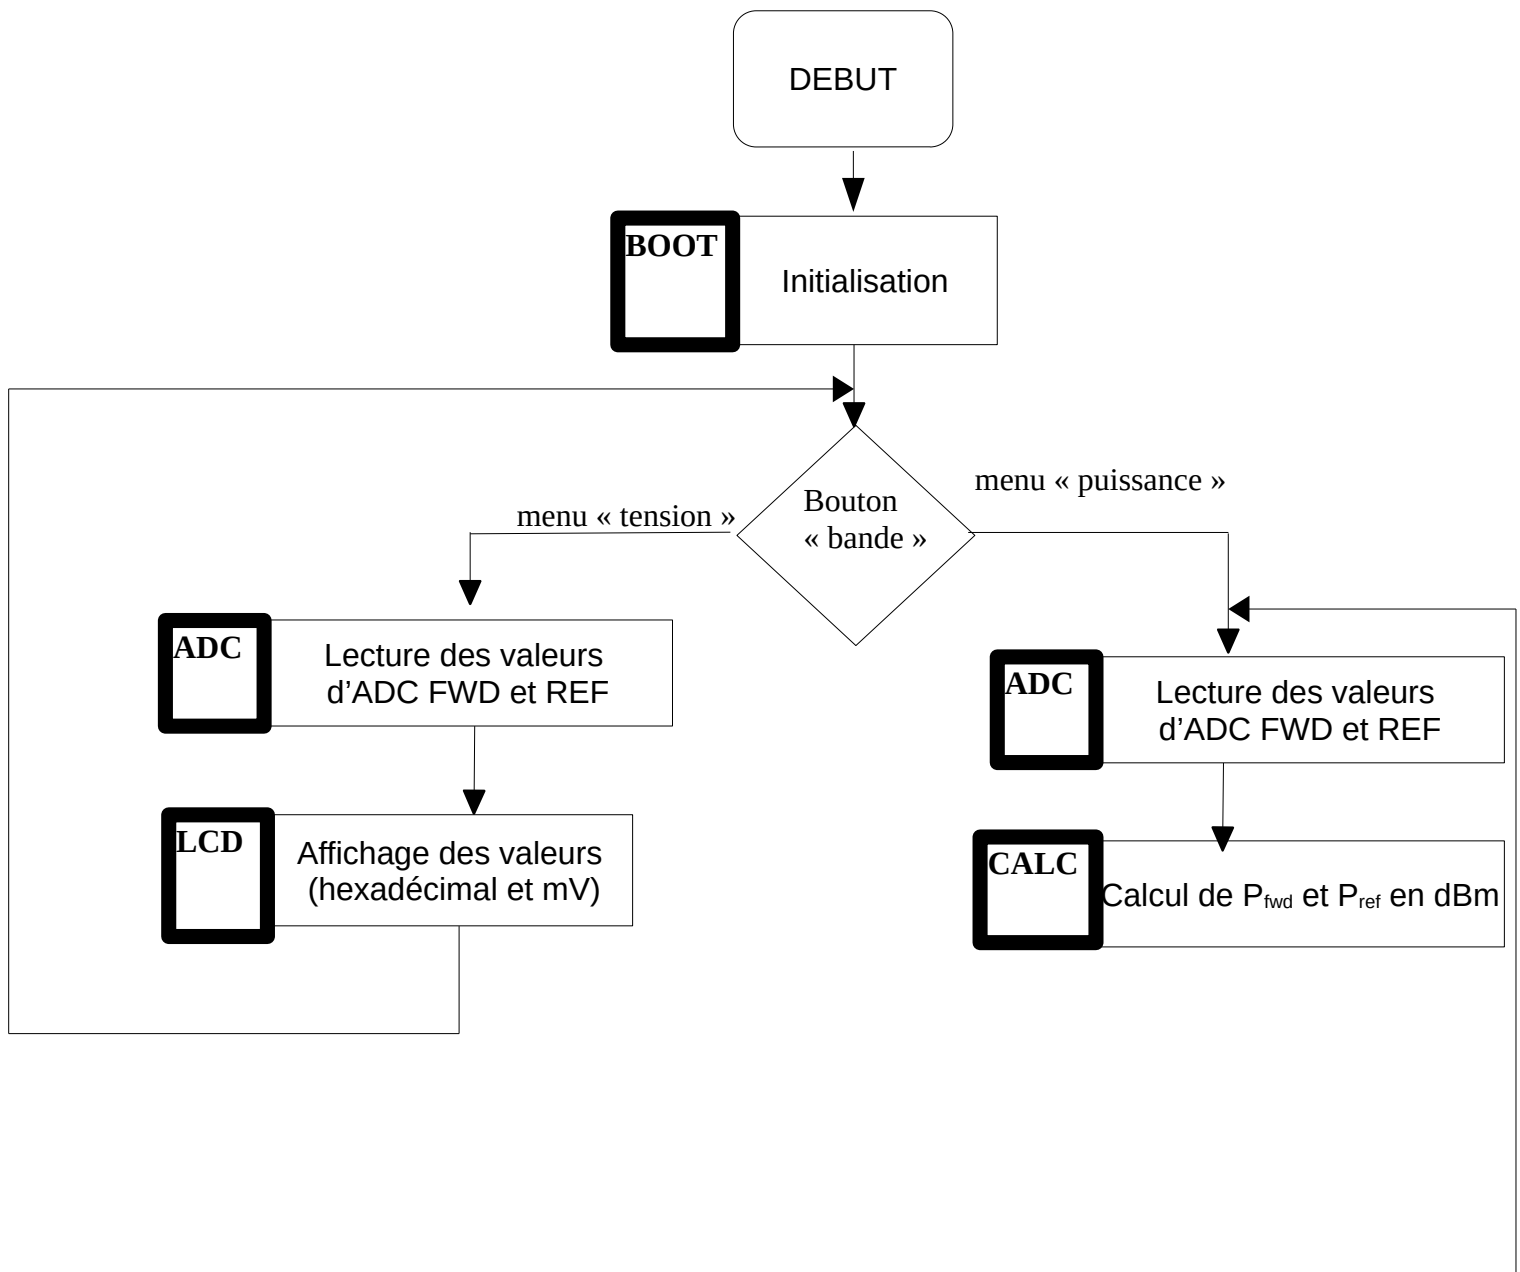 DEBUT
BOOT
Initialisation
menu « puissance »
Bouton
« bande »
menu « tension »
ADC
Lecture des valeurs
d’ADC FWD et REF
ADC
Lecture des valeurs
d’ADC FWD et REF
LCD
Affichage des valeurs
(hexadécimal et mV)
CALC
Calcul de Pfwd et Pref en dBm